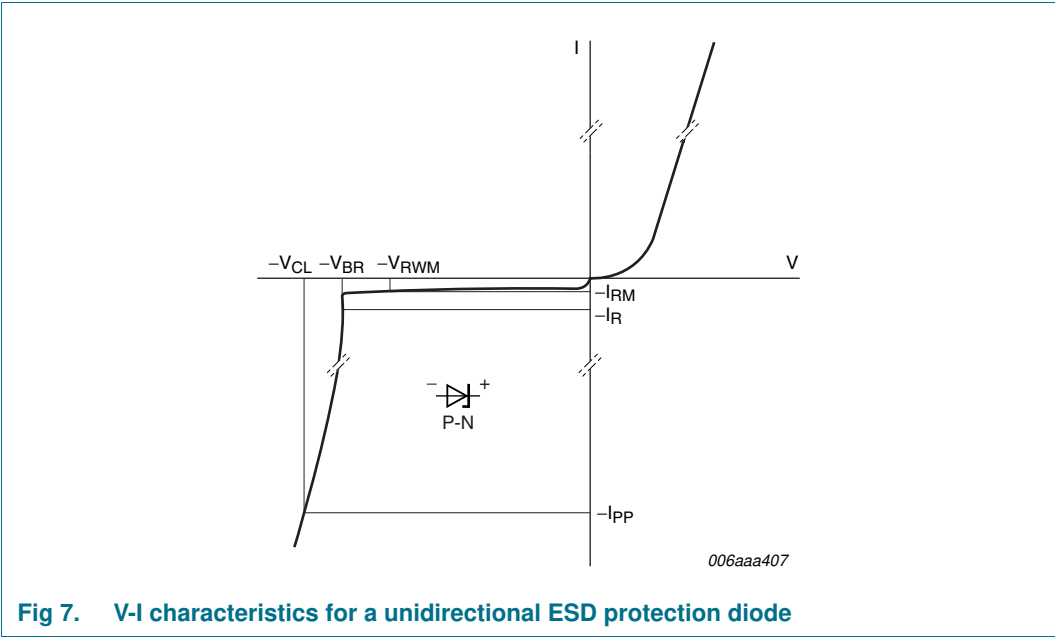 I
−VCL −VBR −VRWM
V
−IRM
−IR
− +
P-N
−IPP
006aaa407
Fig 7. V-I characteristics for a unidirectional ESD protection diode